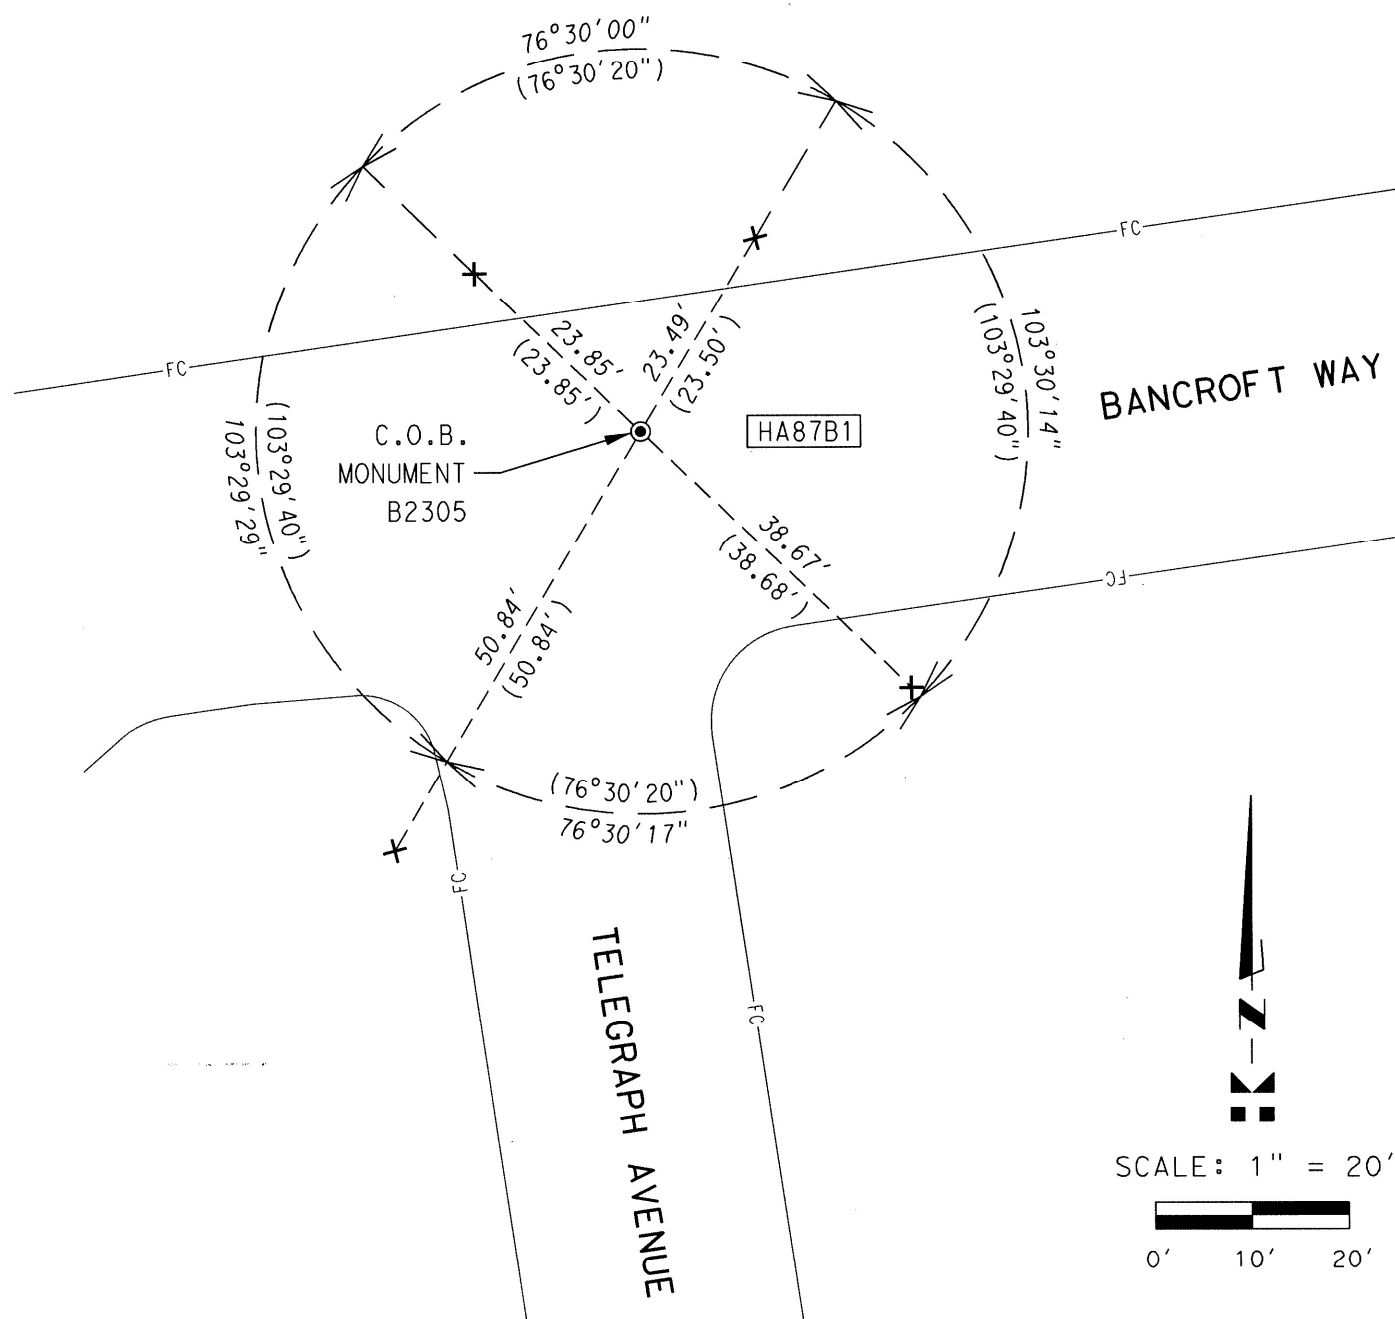 76°30'00"
(76°30'20")
FC
23.85'
(23.85')
23.49'
(23.50')
103°30'14"
(103°29'40")
BANCROFT WAY
FC
(103°29'40")
103°29'29"
C.O.B.
MONUMENT
B2305
HA87B1
38.67'
(38.68')
FC
50.84'
(50.84')
(76°30'20")
76°30'17"
FC
TELEGRAPH AVENUE
FC
N
SCALE: 1" = 20'
0' 10' 20'